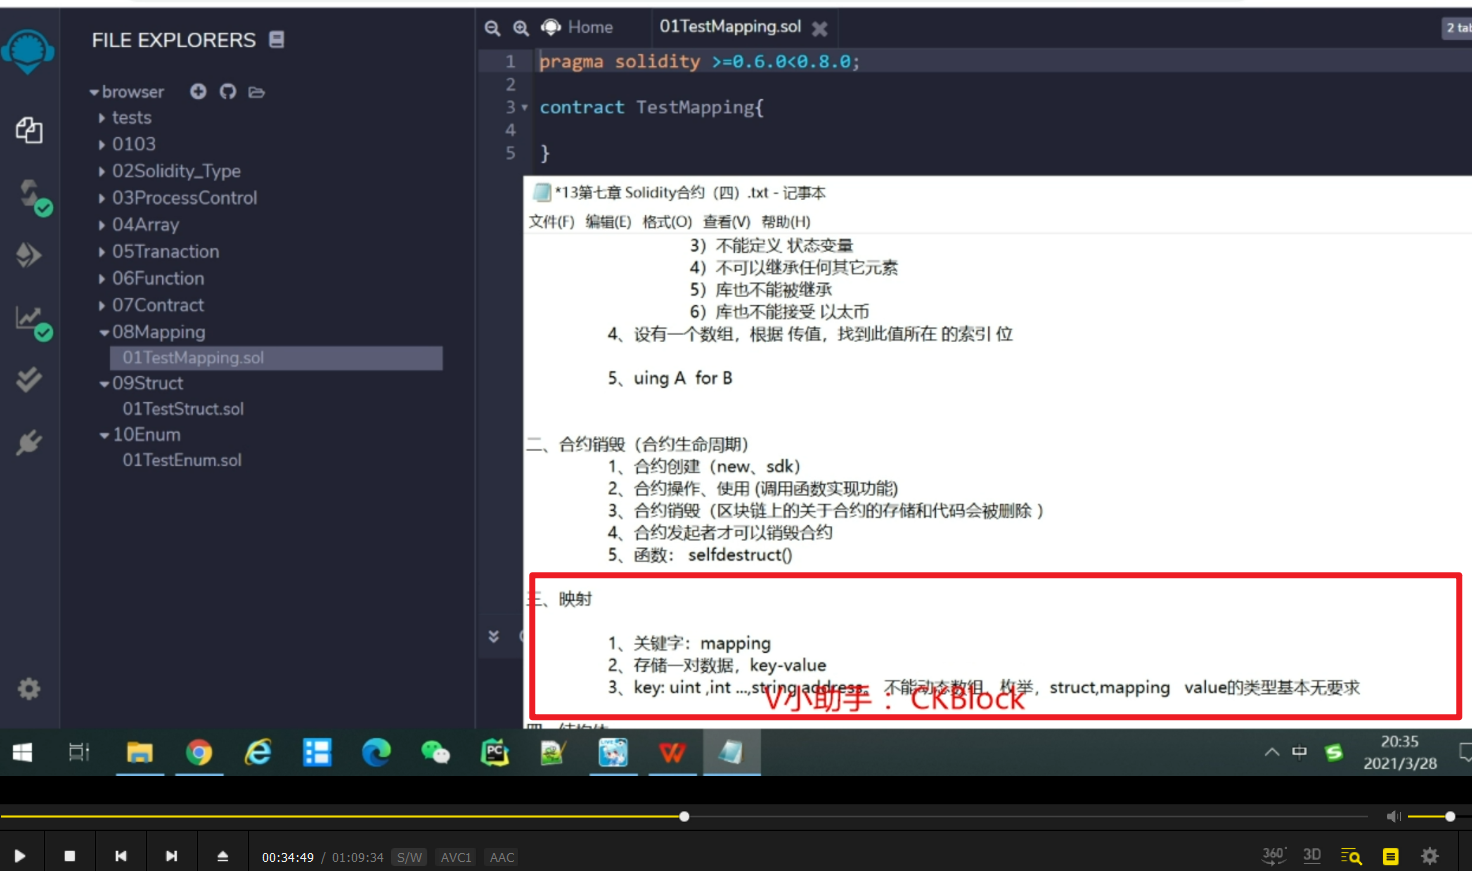 FILE EXPLORERS
browser
tests
0103
02Solidity_Type
03ProcessControl
04Array
05Tranaction
06Function
07Contract
08Mapping
01TestMapping.sol
09Struct
01TestStruct.sol
10Enum
01TestEnum.sol
Home
01TestMapping.sol
2 tab
1 pragma solidity >=0.6.0<0.8.0;
2
3 contract TestMapping{
4
5 }
*13第七章 Solidity合约（四）.txt - 记事本
文件(F) 编辑(E) 格式(O) 查看(V) 帮助(H)
3）不能定义 状态变量
4）不可以继承任何其它元素
5）库也不能被继承
6）库也不能接受 以太币
4、设有一个数组，根据 传值，找到此值所在 的索引 位
5、uing A for B
二、合约销毁（合约生命周期）
1、合约创建（new、sdk）
2、合约操作、使用 (调用函数实现功能)
3、合约销毁（区块链上的关于合约的存储和代码会被删除 ）
4、合约发起者才可以销毁合约
5、函数： selfdestruct()
三、映射
1、关键字：mapping
2、存储一对数据，key-value
3、key: uint ,int ...,string,address。 不能动态数组、枚举，struct,mapping value的类型基本无要求
V小助手：CKBlock
四、结构体
PC
中
20:35
2021/3/28
00:34:49 / 01:09:34 S/W AVC1 AAC
360° 3D